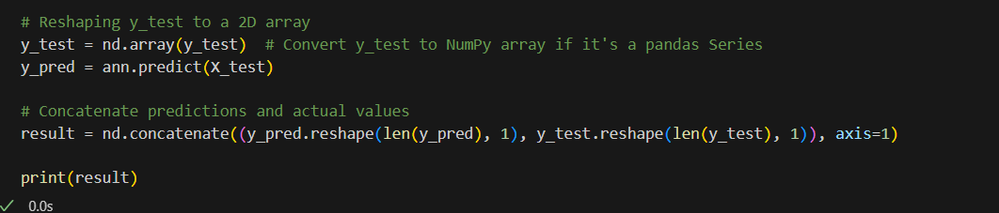 # Reshaping y_test to a 2D array
y_test = nd.array(y_test)  # Convert y_test to NumPy array if it's a pandas Series
y_pred = ann.predict(X_test)
# Concatenate predictions and actual values
result = nd.concatenate((y_pred.reshape(len(y_pred), 1), y_test.reshape(len(y_test), 1)), axis=1)
print(result)
0.0s